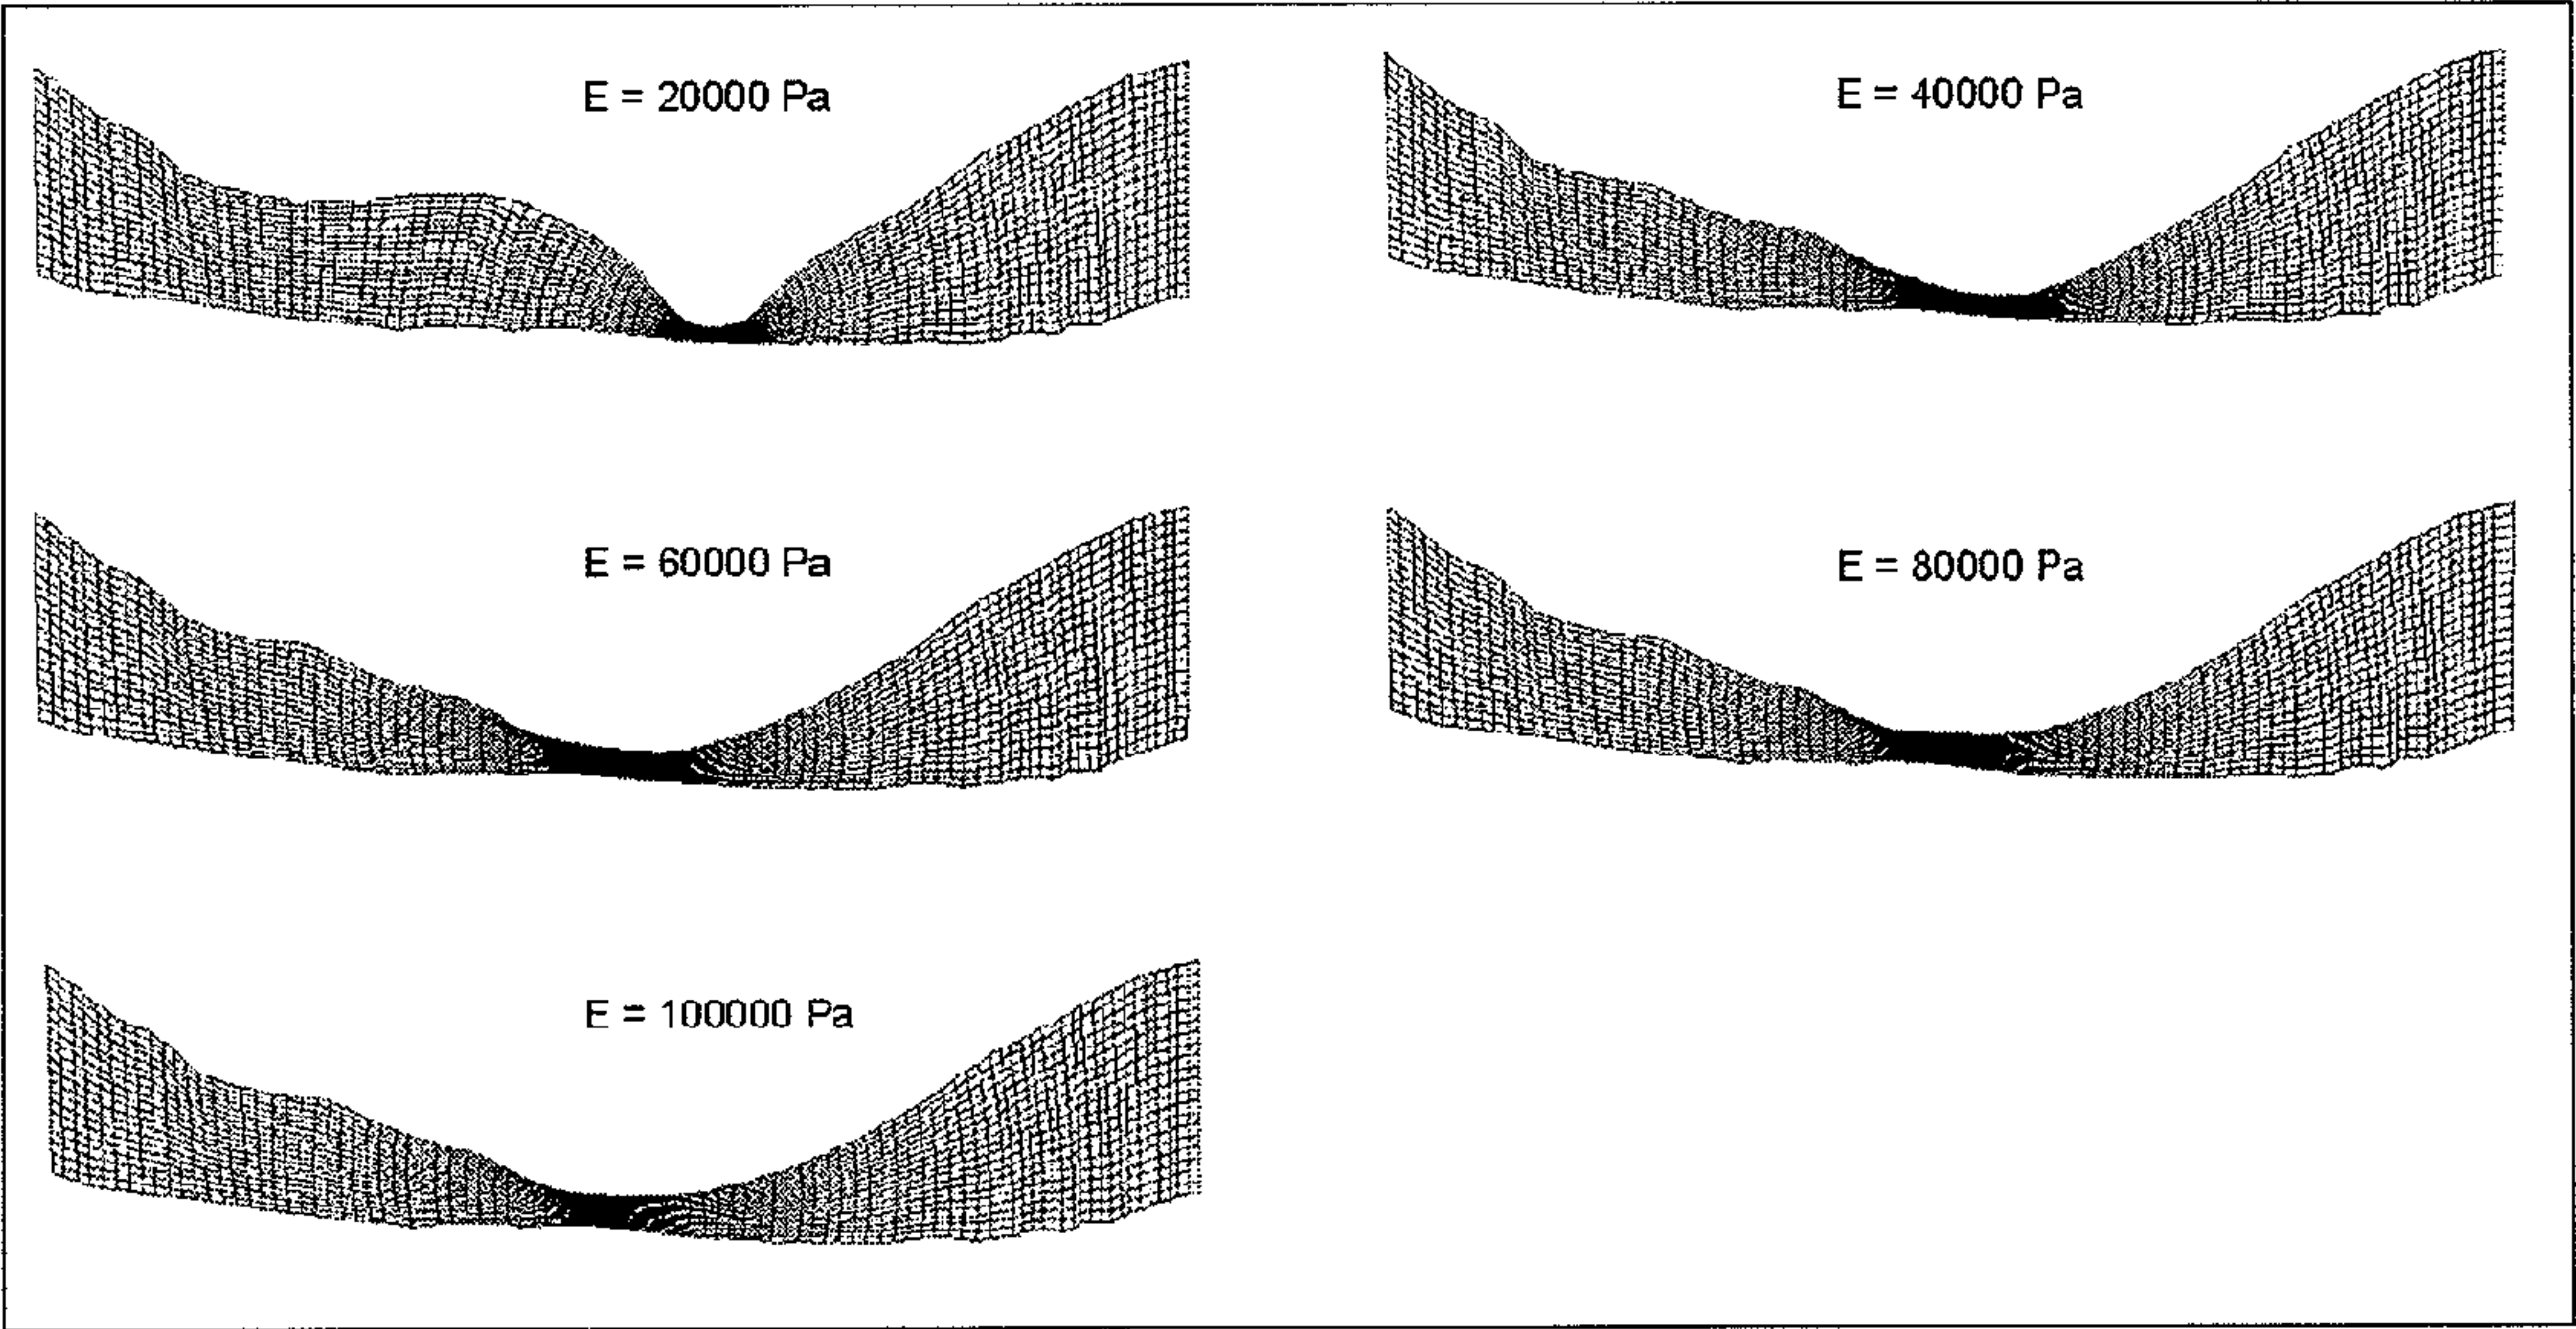 E = 20000 Pa
E = 40000 Pa
E = 60000 Pa
E = 80000 Pa
E = 100000 Pa